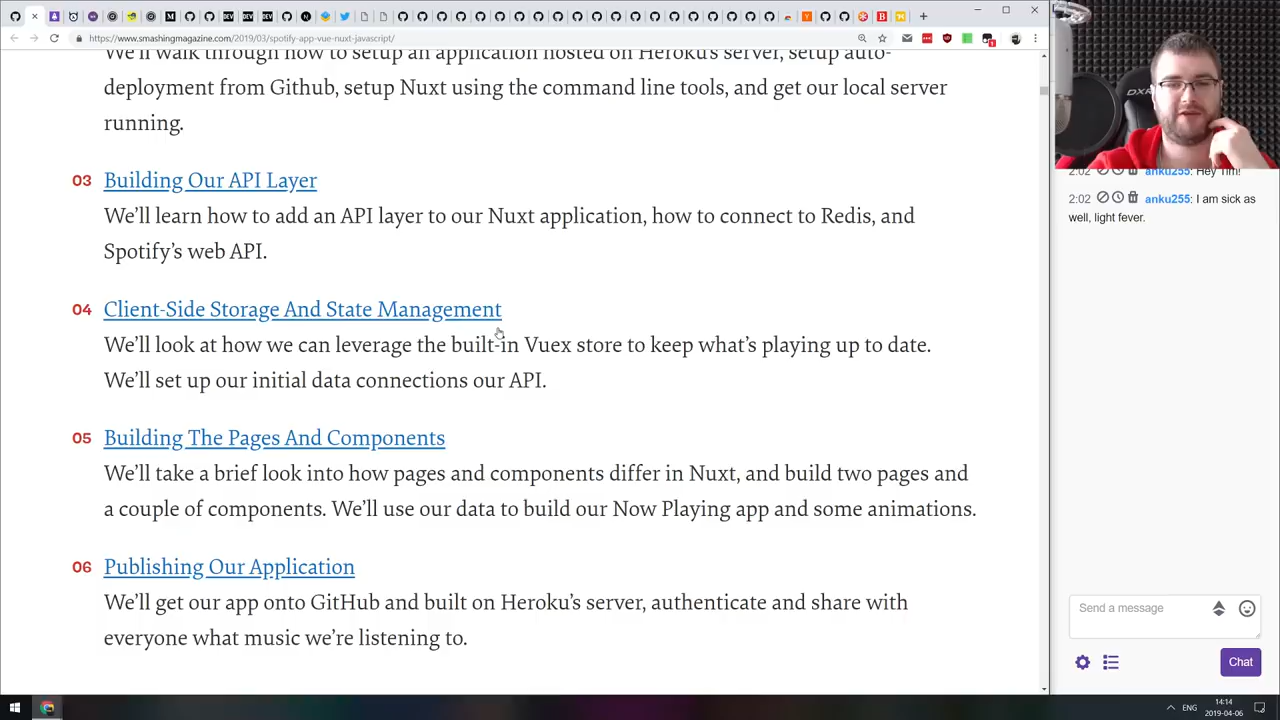 https://www.smashingmagazine.com/2019/03/spotify-app-vue-nuxt-javascript/
We'll walk through how to setup an application hosted on Heroku's server, setup auto-
deployment from Github, setup Nuxt using the command line tools, and get our local server
running.
03 Building Our API Layer
We'll learn how to add an API layer to our Nuxt application, how to connect to Redis, and
Spotify's web API.
04 Client-Side Storage And State Management
We'll look at how we can leverage the built-in Vuex store to keep what's playing up to date.
We'll set up our initial data connections our API.
05 Building The Pages And Components
We'll take a brief look into how pages and components differ in Nuxt, and build two pages and
a couple of components. We'll use our data to build our Now Playing app and some animations.
06 Publishing Our Application
We'll get our app onto GitHub and built on Heroku's server, authenticate and share with
everyone what music we're listening to.
2:02 anku255: Hey Tim!
2:02 anku255: I am sick as
well, light fever.
Send a message
Chat
ENG
14:14
2019-04-06